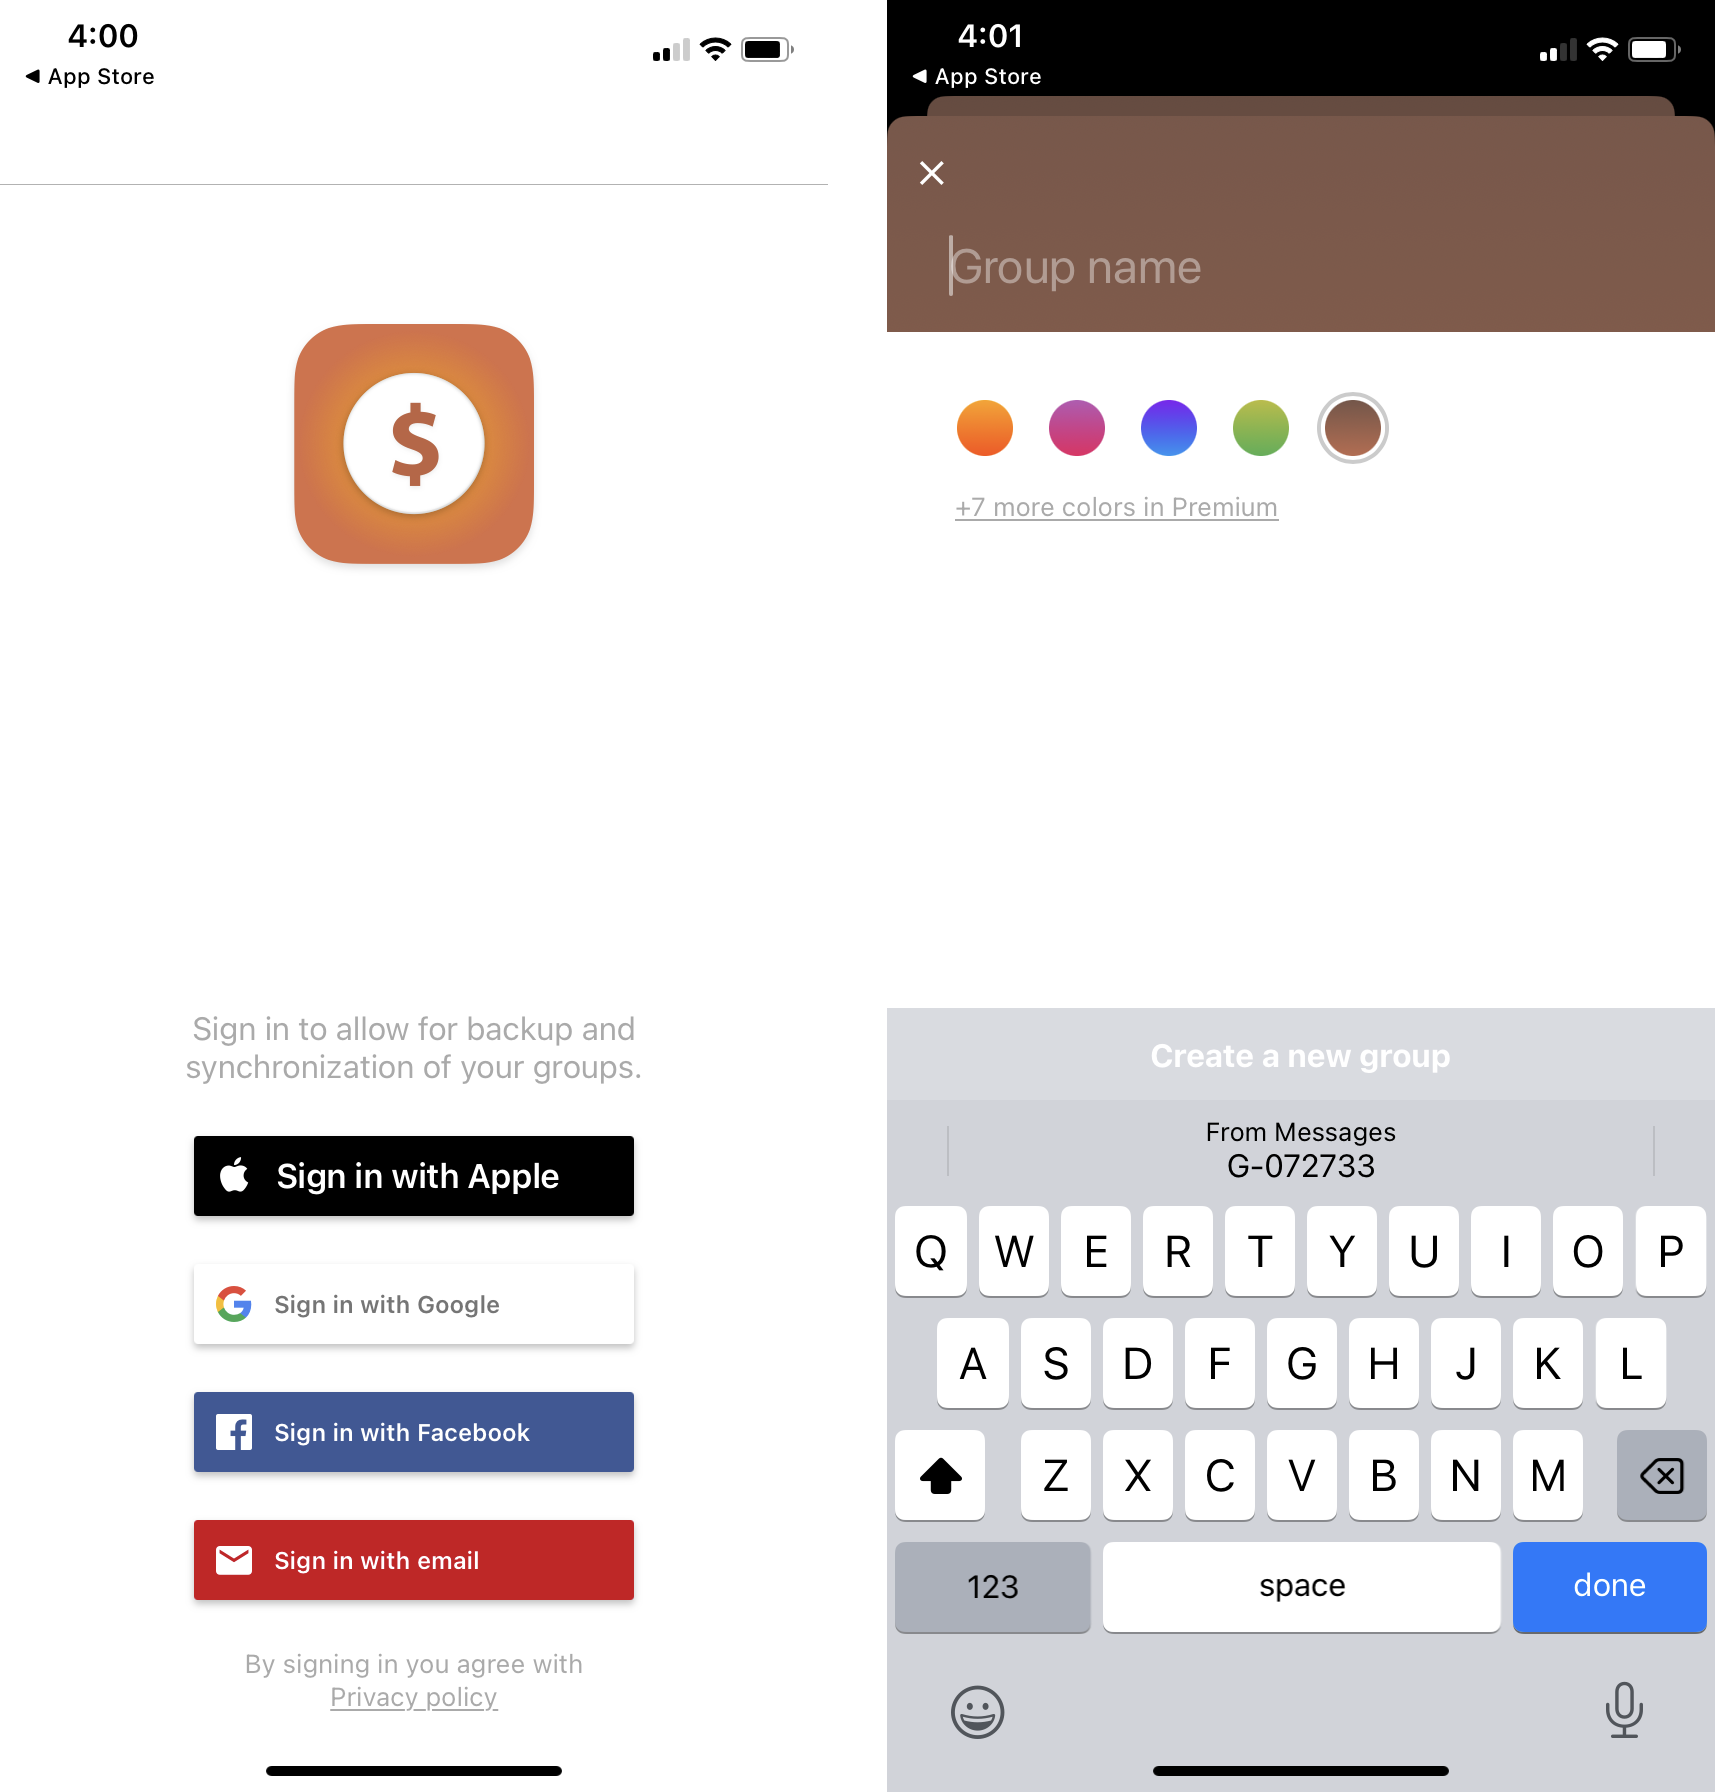 4:00
◀ App Store
$
Sign in to allow for backup and
synchronization of your groups.
Sign in with Apple
Sign in with Google
Sign in with Facebook
Sign in with email
By signing in you agree with
Privacy policy
4:01
◀ App Store
Group name
+7 more colors in Premium
Create a new group
From Messages
G-072733
Q W E R T Y U I O P
A S D F G H J K L
Z X C V B N M
123 space done